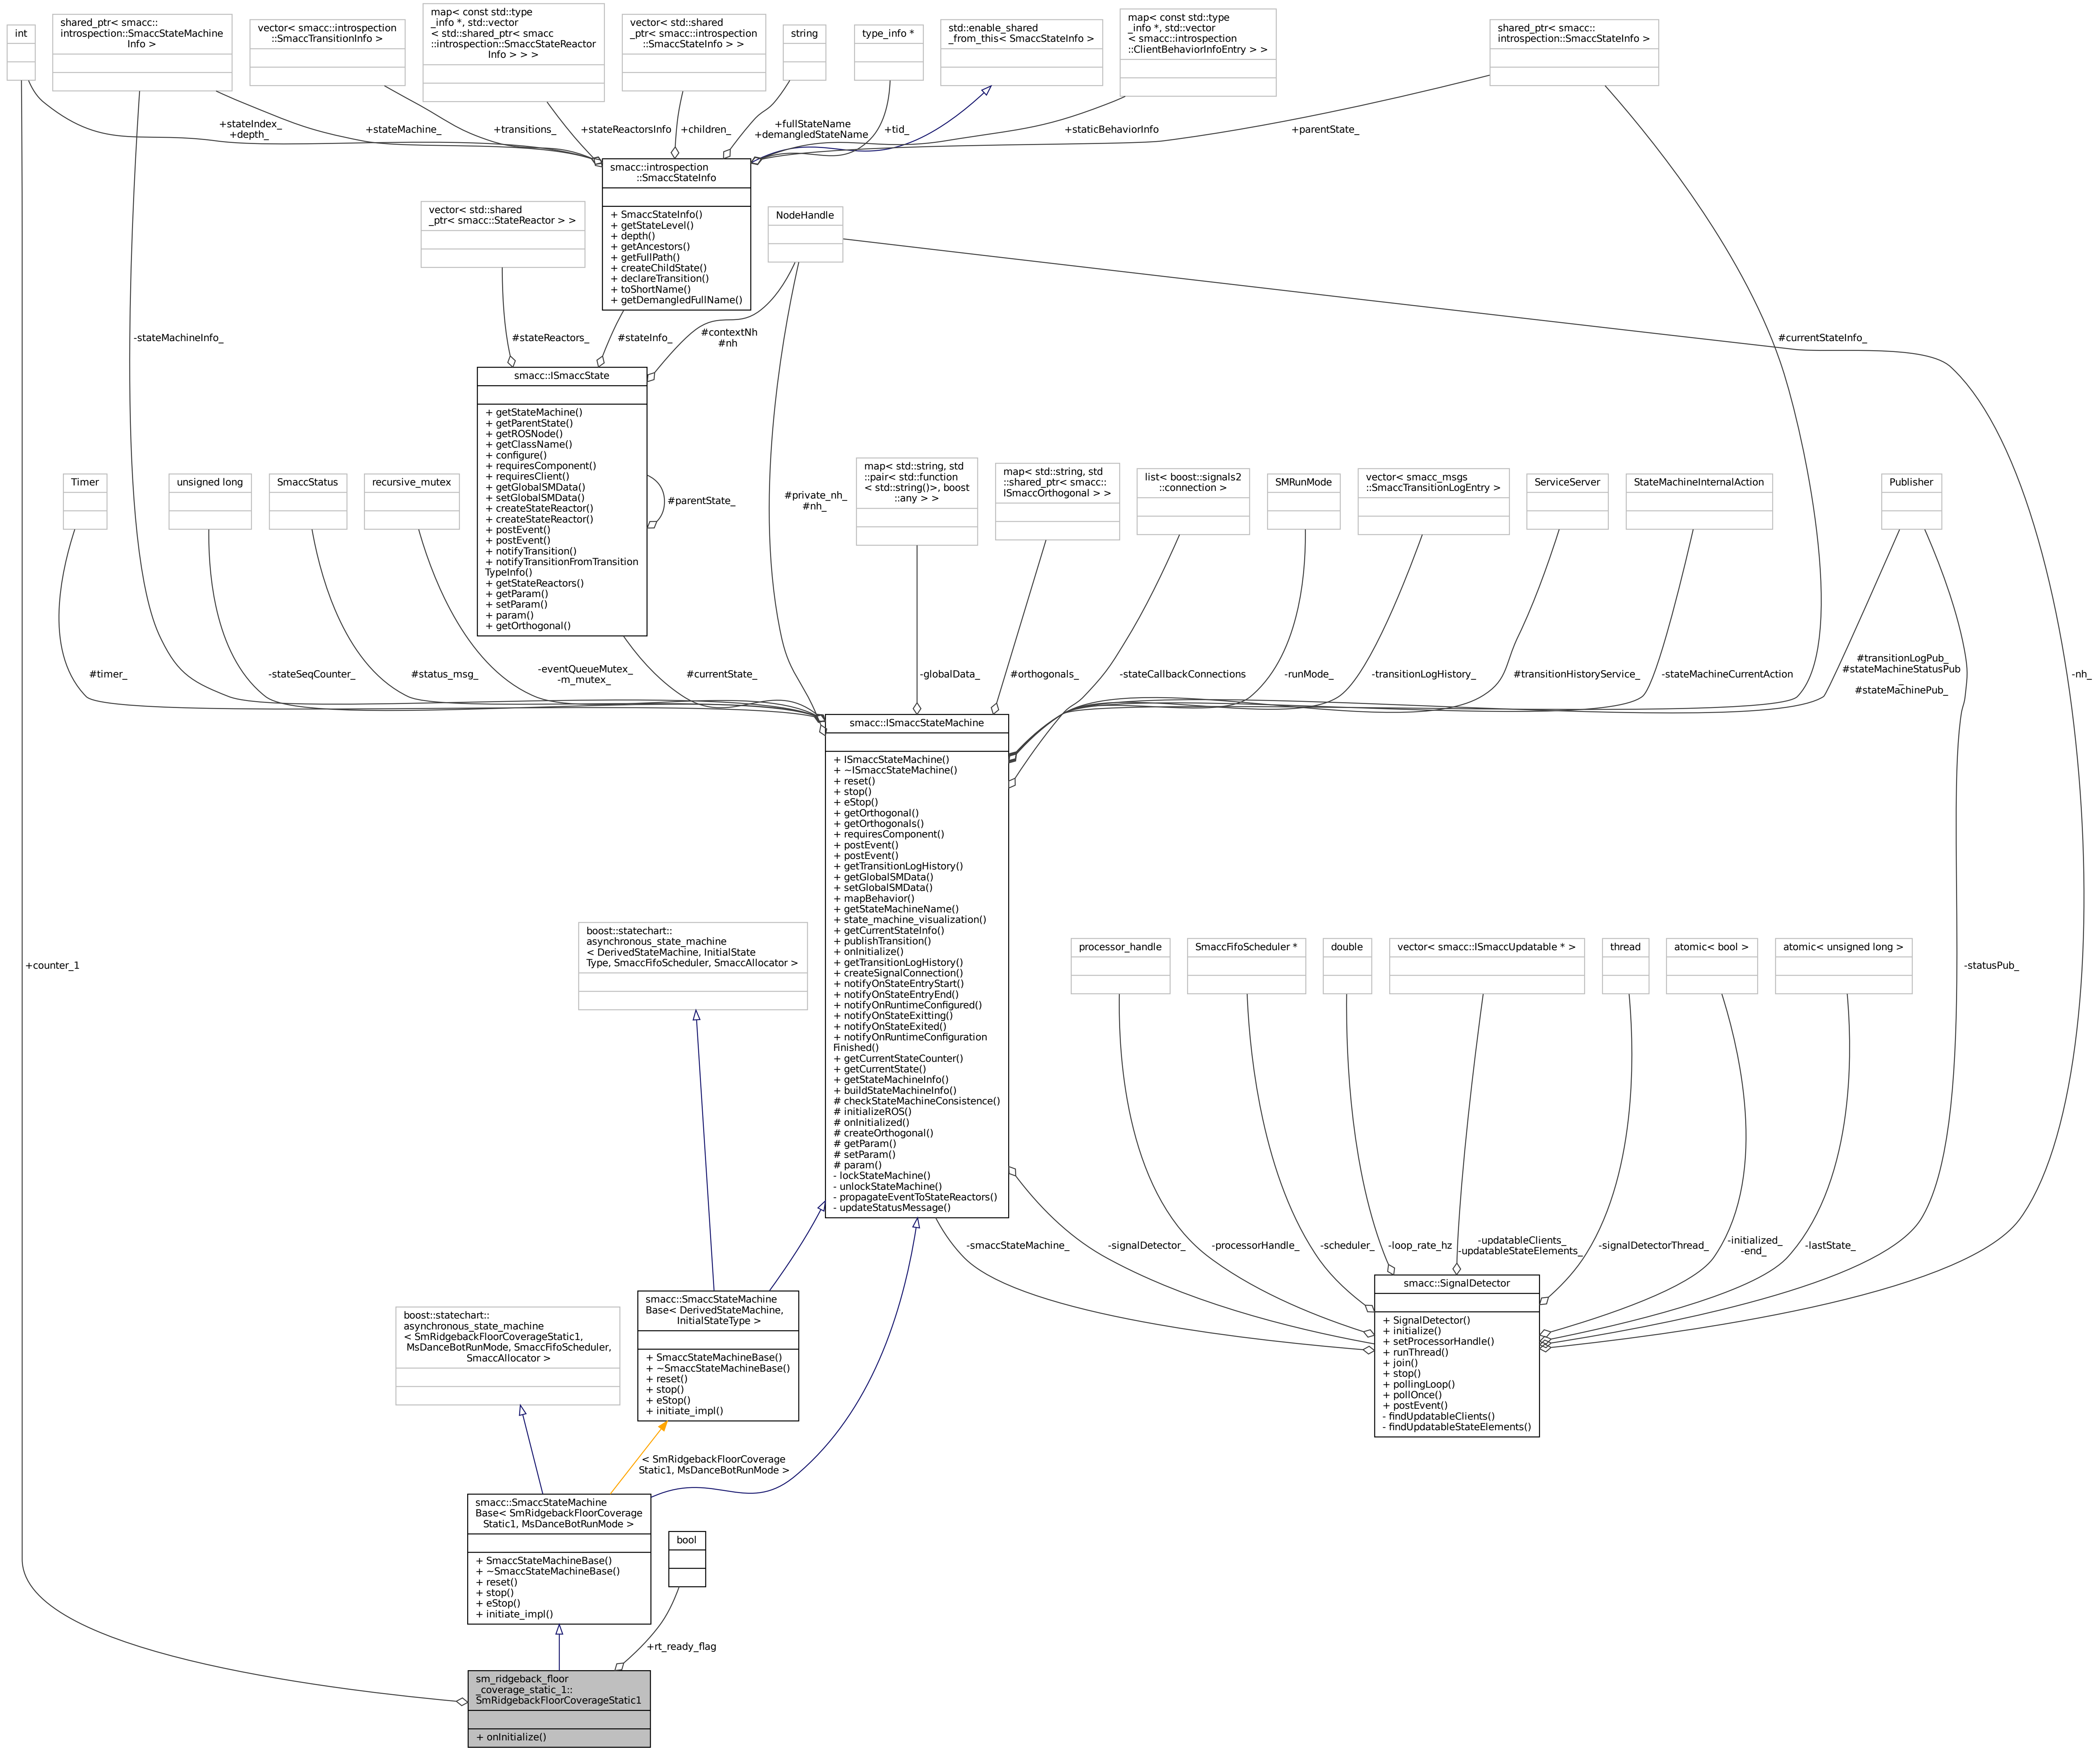 int
shared_ptr< smacc::
introspection::SmaccStateMachine
Info >
vector< smacc::introspection
::SmaccTransitionInfo >
map< const std::type
_info *, std::vector
< std::shared_ptr< smacc
::introspection::SmaccStateReactor
Info > > >
vector< std::shared
_ptr< smacc::introspection
::SmaccStateInfo > >
string
type_info *
std::enable_shared
_from_this< SmaccStateInfo >
map< const std::type
_info *, std::vector
< smacc::introspection
::ClientBehaviorInfoEntry > >
shared_ptr< smacc::
introspection::SmaccStateInfo >
+stateIndex_
+depth_
+stateMachine_
+transitions_
+stateReactorsInfo
+children_
+fullStateName
+demangledStateName
+tid_
+staticBehaviorInfo
+parentState_
smacc::introspection
::SmaccStateInfo
+ SmaccStateInfo()
+ getStateLevel()
+ depth()
+ getAncestors()
+ getFullPath()
+ createChildState()
+ declareTransition()
+ toShortName()
+ getDemangledFullName()
vector< std::shared
_ptr< smacc::StateReactor > >
NodeHandle
-stateMachineInfo_
#stateReactors_
#stateInfo_
#contextNh
#nh
#currentStateInfo_
smacc::ISmaccState
+ getStateMachine()
+ getParentState()
+ getROSNode()
+ getClassName()
+ configure()
+ requiresComponent()
+ requiresClient()
+ getGlobalSMData()
+ setGlobalSMData()
+ createStateReactor()
+ createStateReactor()
+ postEvent()
+ postEvent()
+ notifyTransition()
+ notifyTransitionFromTransition
TypeInfo()
+ getStateReactors()
+ getParam()
+ setParam()
+ param()
+ getOrthogonal()
#parentState_
#private_nh_
#nh_
Timer
unsigned long
SmaccStatus
recursive_mutex
map< std::string, std
::pair< std::function
< std::string()>, boost
::any > >
map< std::string, std
::shared_ptr< smacc::
ISmaccOrthogonal > >
list< boost::signals2
::connection >
SMRunMode
vector< smacc_msgs
::SmaccTransitionLogEntry >
ServiceServer
StateMachineInternalAction
Publisher
#timer_
-stateSeqCounter_
#status_msg_
-eventQueueMutex_
-m_mutex_
#currentState_
-globalData_
#orthogonals_
-stateCallbackConnections
-runMode_
-transitionLogHistory_
#transitionHistoryService_
-stateMachineCurrentAction
#transitionLogPub_
#stateMachineStatusPub
_
#stateMachinePub_
-nh_
smacc::ISmaccStateMachine
+ ISmaccStateMachine()
+ ~ISmaccStateMachine()
+ reset()
+ stop()
+ eStop()
+ getOrthogonal()
+ getOrthogonals()
+ requiresComponent()
+ postEvent()
+ postEvent()
+ getTransitionLogHistory()
+ getGlobalSMData()
+ setGlobalSMData()
+ mapBehavior()
+ getStateMachineName()
+ state_machine_visualization()
+ getCurrentStateInfo()
+ publishTransition()
+ onInitialize()
+ getTransitionLogHistory()
+ createSignalConnection()
+ notifyOnStateEntryStart()
+ notifyOnStateEntryEnd()
+ notifyOnRuntimeConfigured()
+ notifyOnStateExitting()
+ notifyOnStateExited()
+ notifyOnRuntimeConfiguration
Finished()
+ getCurrentStateCounter()
+ getCurrentState()
+ getStateMachineInfo()
+ buildStateMachineInfo()
# checkStateMachineConsistence()
# initializeROS()
# onInitialized()
# createOrthogonal()
# getParam()
# setParam()
# param()
- lockStateMachine()
- unlockStateMachine()
- propagateEventToStateReactors()
- updateStatusMessage()
+counter_1
boost::statechart::
asynchronous_state_machine
< DerivedStateMachine, InitialState
Type, SmaccFifoScheduler, SmaccAllocator >
processor_handle
SmaccFifoScheduler *
double
vector< smacc::ISmaccUpdatable * >
thread
atomic< bool >
atomic< unsigned long >
-statusPub_
-smaccStateMachine_
-signalDetector_
-processorHandle_
-scheduler_
-loop_rate_hz
-updatableClients_
-updatableStateElements_
-signalDetectorThread_
-initialized_
-end_
-lastState_
smacc::SignalDetector
+ SignalDetector()
+ initialize()
+ setProcessorHandle()
+ runThread()
+ join()
+ stop()
+ pollingLoop()
+ pollOnce()
+ postEvent()
- findUpdatableClients()
- findUpdatableStateElements()
boost::statechart::
asynchronous_state_machine
< SmRidgebackFloorCoverageStatic1,
MsDanceBotRunMode, SmaccFifoScheduler,
SmaccAllocator >
smacc::SmaccStateMachine
Base< DerivedStateMachine,
InitialStateType >
+ SmaccStateMachineBase()
+ ~SmaccStateMachineBase()
+ reset()
+ stop()
+ eStop()
+ initiate_impl()
< SmRidgebackFloorCoverage
Static1, MsDanceBotRunMode >
smacc::SmaccStateMachine
Base< SmRidgebackFloorCoverage
Static1, MsDanceBotRunMode >
+ SmaccStateMachineBase()
+ ~SmaccStateMachineBase()
+ reset()
+ stop()
+ eStop()
+ initiate_impl()
bool
+rt_ready_flag
sm_ridgeback_floor
_coverage_static_1::
SmRidgebackFloorCoverageStatic1
+ onInitialize()